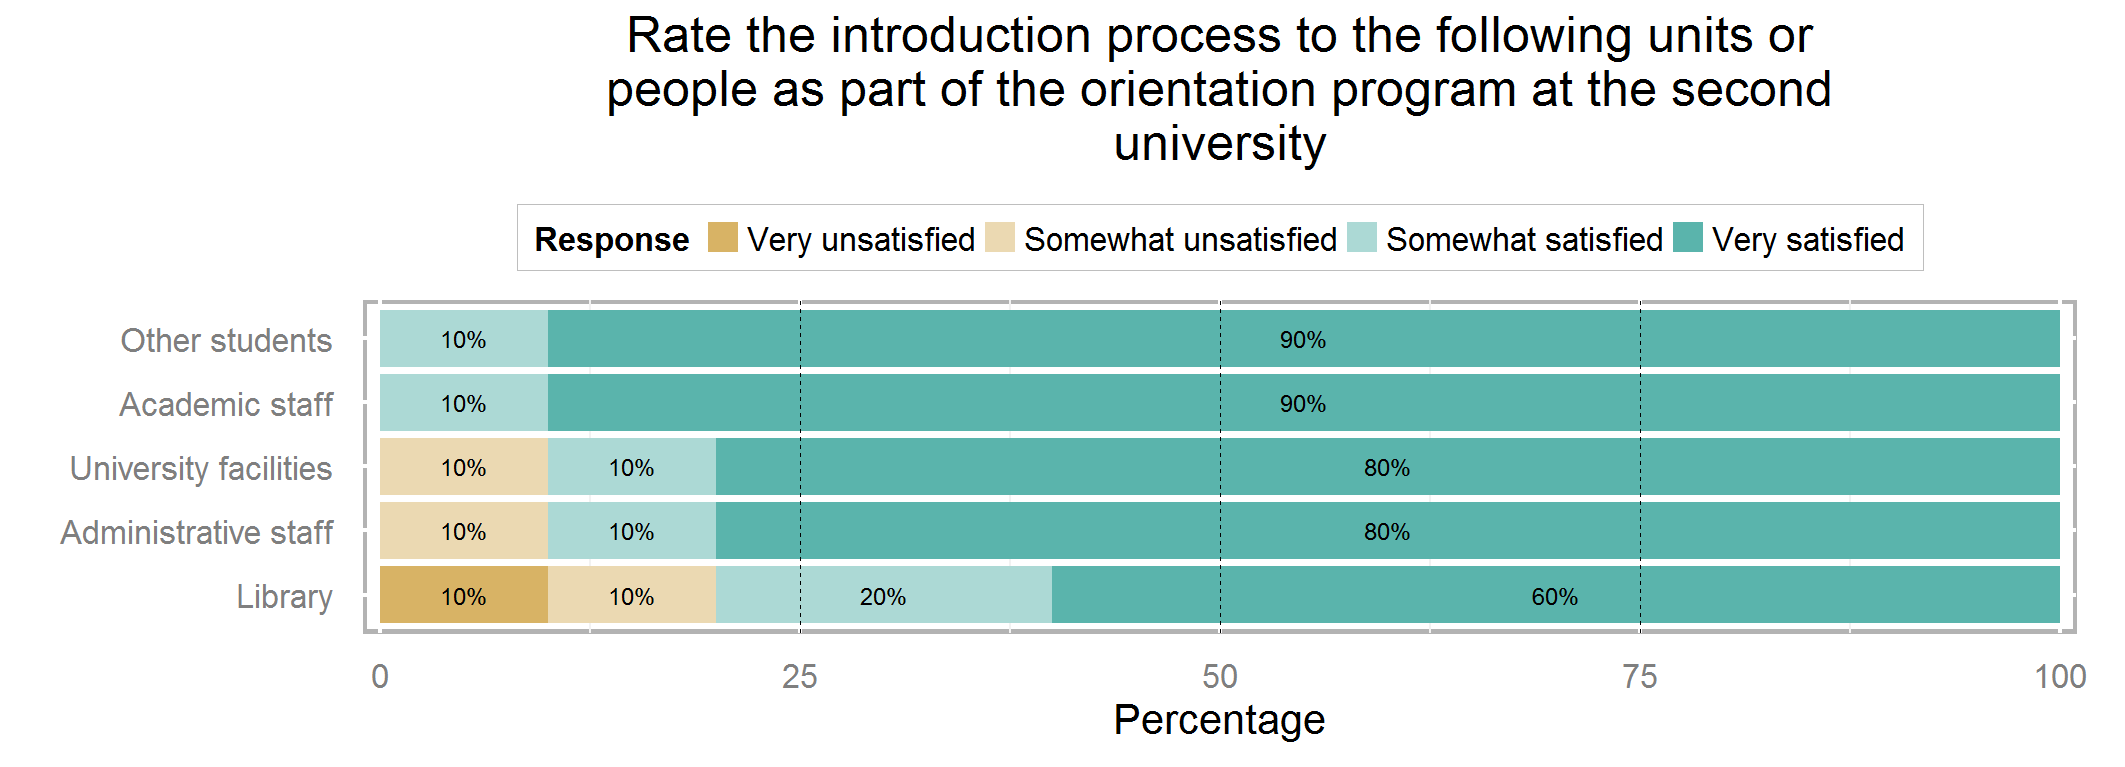 Rate the introduction process to the following units or
people as part of the orientation program at the second
university
Response Very unsatisfied Somewhat unsatisfied Somewhat satisfied Very satisfied
Other students 10% 90%
Academic staff 10% 90%
University facilities 10% 10% 80%
Administrative staff 10% 10% 80%
Library 10% 10% 20% 60%
0 25 50 75 100
Percentage